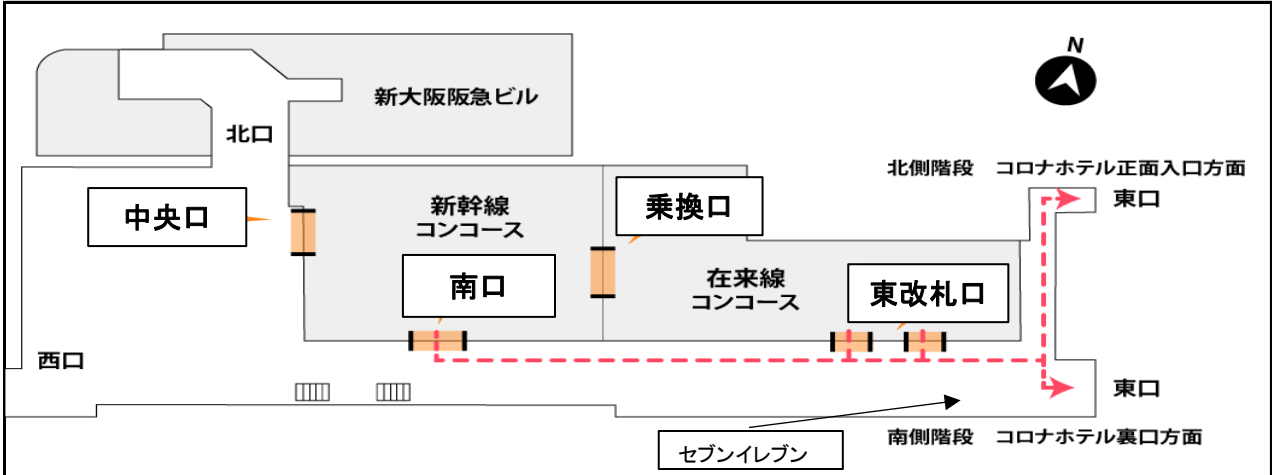 N
新大阪阪急ビル
北口
北側階段　コロナホテル正面入口方面
東口
中央口
新幹線
コンコース
乗換口
南口
在来線
コンコース
東改札口
西口
東口
セブンイレブン
南側階段　コロナホテル裏口方面